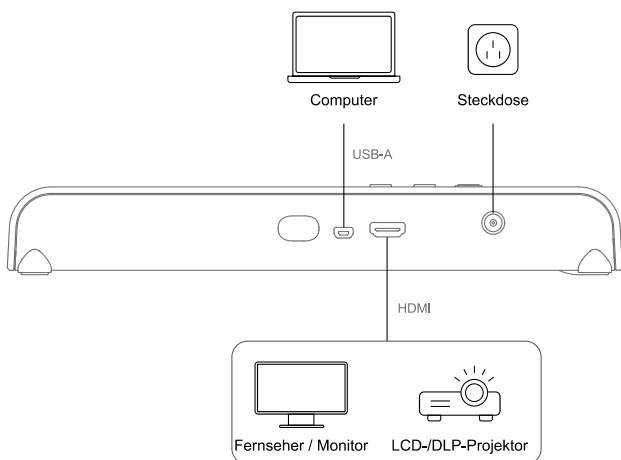 Computer
Steckdose
USB-A
HDMI
Fernseher / Monitor
LCD-/DLP-Projektor